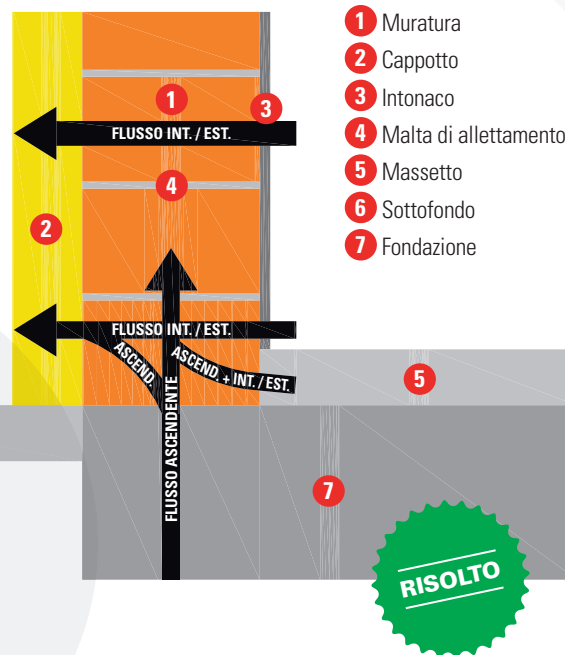 1 Muratura
2 Cappotto
3 Intonaco
4 Malta di allettamento
5 Massetto
6 Sottofondo
7 Fondazione
1
3
FLUSSO INT. / EST.
4
2
FLUSSO INT. / EST.
ASCEND.
ASCEND. + INT. / EST.
5
FLUSSO ASCENDENTE
7
RISOLTO